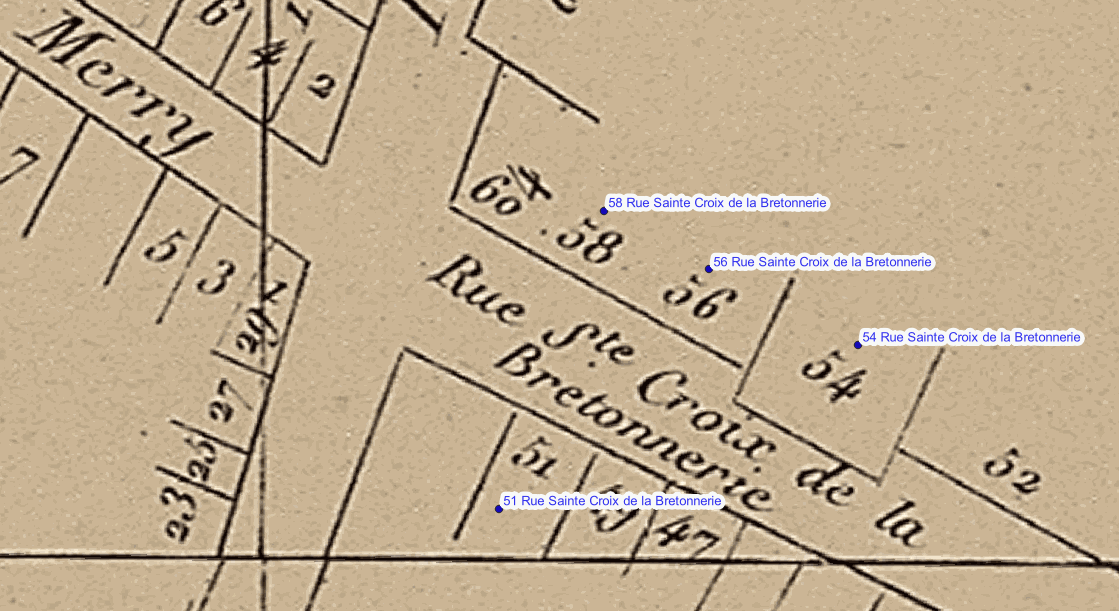 6
1
2
Merry
7
5
3
1
29
27
25
23
60
58
58 Rue Sainte Croix de la Bretonnerie
56
56 Rue Sainte Croix de la Bretonnerie
54
54 Rue Sainte Croix de la Bretonnerie
52
Rue Ste. Croix de la
Bretonnerie
51
51 Rue Sainte Croix de la Bretonnerie
49
47